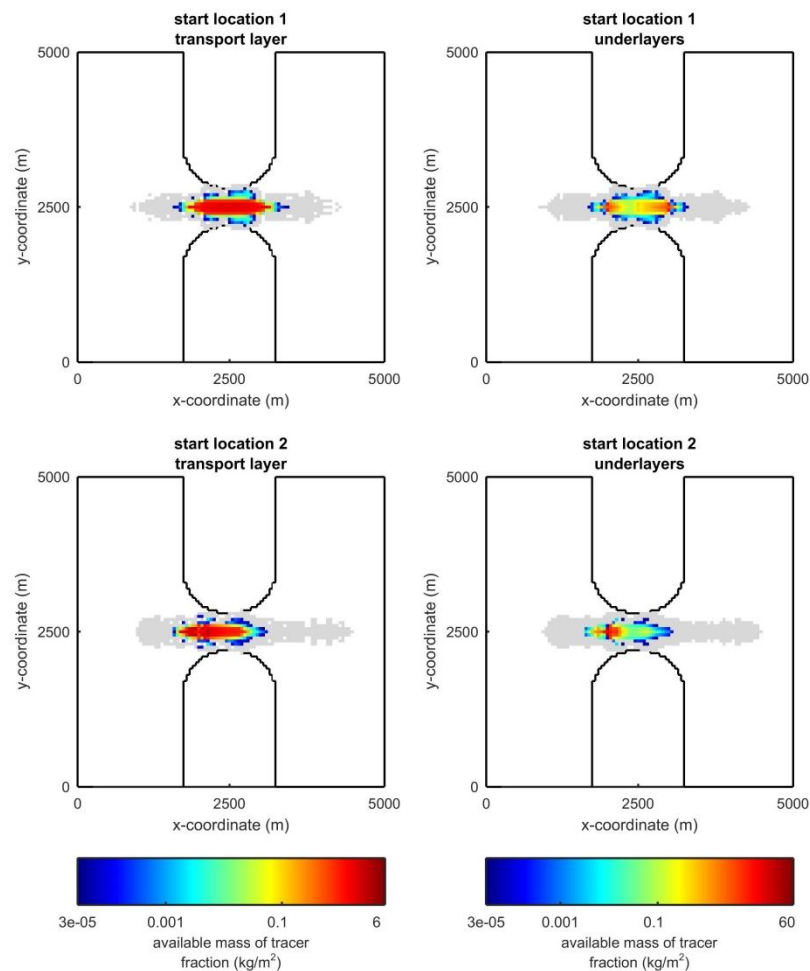 start location 1
transport layer
start location 1
underlayers
5000
y-coordinate (m)
2500
0
0
2500
5000
x-coordinate (m)
5000
y-coordinate (m)
2500
0
0
2500
5000
x-coordinate (m)
start location 2
transport layer
start location 2
underlayers
5000
y-coordinate (m)
2500
0
0
2500
5000
x-coordinate (m)
5000
y-coordinate (m)
2500
0
0
2500
5000
x-coordinate (m)
3e-05
0.001
0.1
6
available mass of tracer
fraction (kg/m²)
3e-05
0.001
0.1
60
available mass of tracer
fraction (kg/m²)